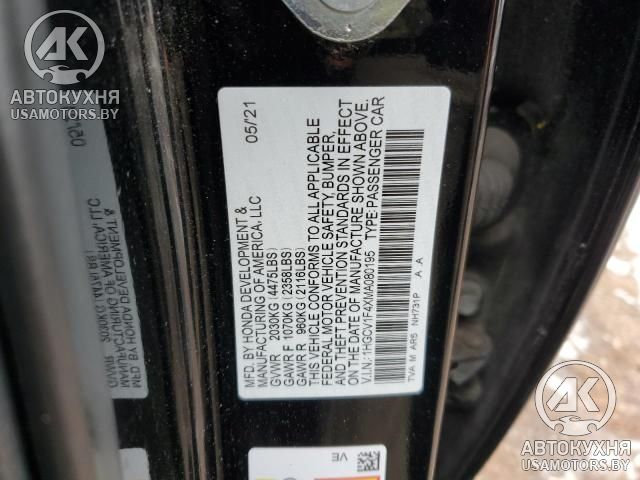 АВТОКУХНЯ
USAMOTORS.BY
MFD. BY HONDA DEVELOPMENT &
MANUFACTURING OF AMERICA, LLC
05/21
GVWR 2030KG (4475LBS)
GAWR F 1070KG (2358LBS)
GAWR R 960KG (2116LBS)
THIS VEHICLE CONFORMS TO ALL APPLICABLE
FEDERAL MOTOR VEHICLE SAFETY, BUMPER,
AND THEFT PREVENTION STANDARDS IN EFFECT
ON THE DATE OF MANUFACTURE SHOWN ABOVE.
V.I.N.: 1HGCV1F4XMA080195 TYPE: PASSENGER CAR
TVA M AR5 NH731P A A
VE
АВТОКУХНЯ
USAMOTORS.BY